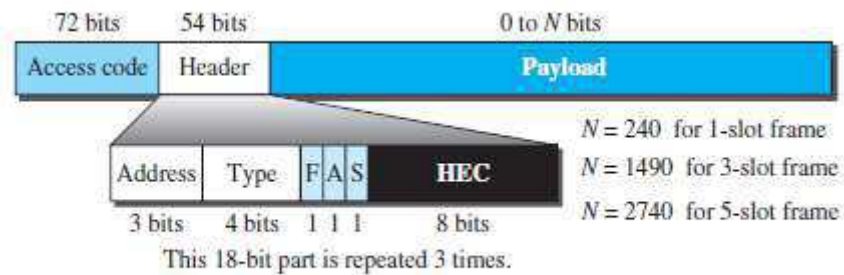 72 bits 54 bits 0 to N bits
Access code Header Payload
N = 240 for 1-slot frame
Address Type F A S HEC
N = 1490 for 3-slot frame
3 bits 4 bits 1 1 1 8 bits
N = 2740 for 5-slot frame
This 18-bit part is repeated 3 times.